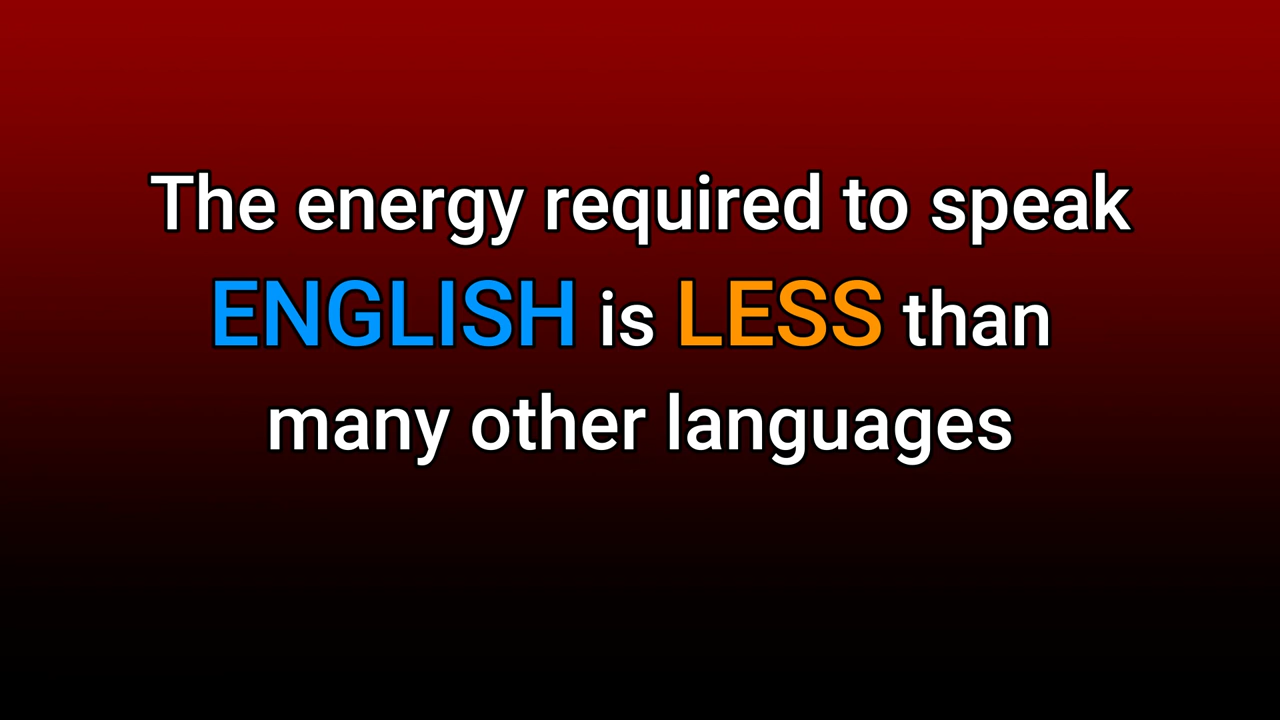 The energy required to speak
ENGLISH is LESS than
many other languages